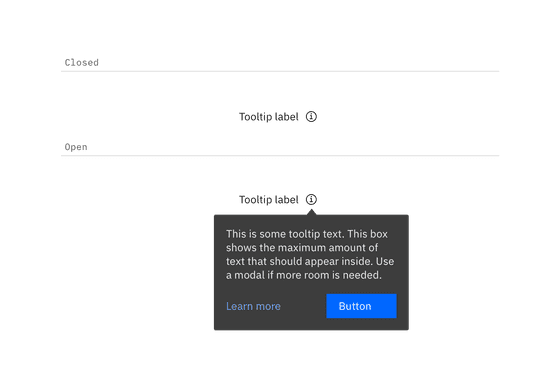 Closed
Tooltip label
Open
Tooltip label
This is some tooltip text. This box
shows the maximum amount of
text that should appear inside. Use
a modal if more room is needed.
Learn more
Button